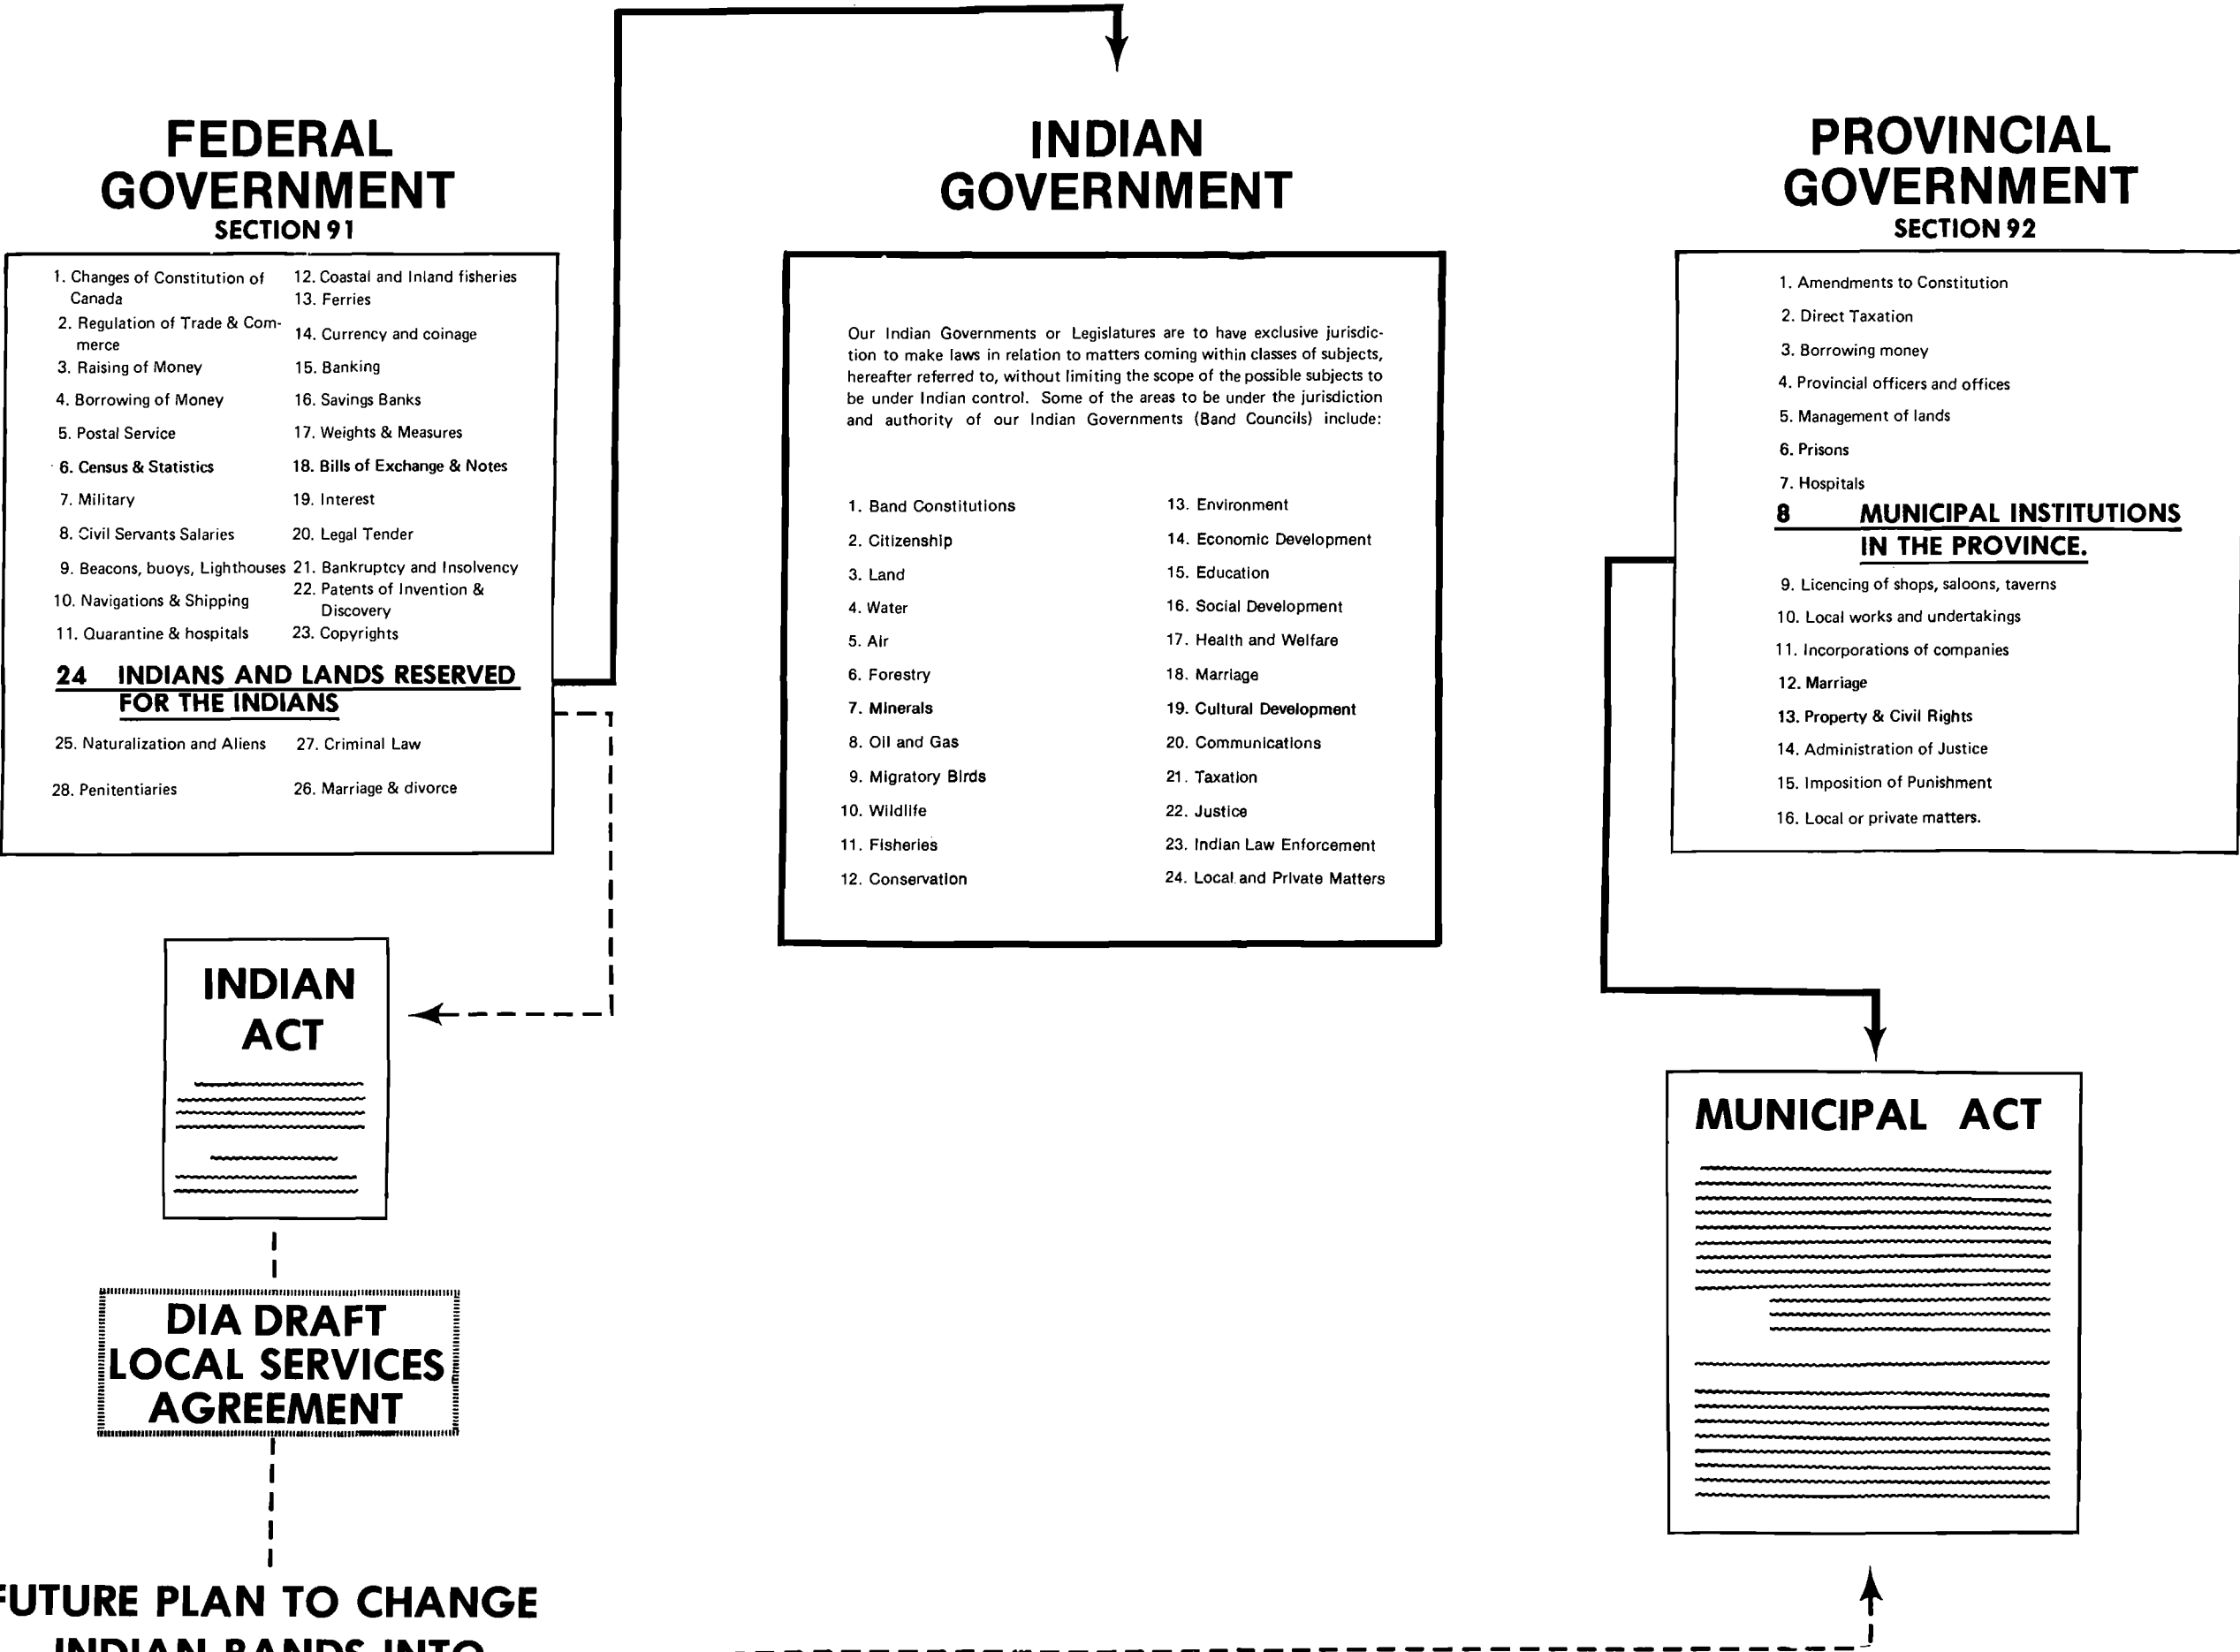 FEDERAL
GOVERNMENT
SECTION 91
1. Changes of Constitution of
Canada
2. Regulation of Trade & Com-
merce
3. Raising of Money
4. Borrowing of Money
5. Postal Service
6. Census & Statistics
7. Military
8. Civil Servants Salaries
9. Beacons, buoys, Lighthouses
10. Navigations & Shipping
11. Quarantine & hospitals
12. Coastal and Inland fisheries
13. Ferries
14. Currency and coinage
15. Banking
16. Savings Banks
17. Weights & Measures
18. Bills of Exchange & Notes
19. Interest
20. Legal Tender
21. Bankruptcy and Insolvency
22. Patents of Invention &
Discovery
23. Copyrights
24 INDIANS AND LANDS RESERVED
FOR THE INDIANS
25. Naturalization and Aliens
27. Criminal Law
28. Penitentiaries
26. Marriage & divorce
INDIAN
ACT
DIA DRAFT
LOCAL SERVICES
AGREEMENT
FUTURE PLAN TO CHANGE
INDIAN BANDS INTO
INDIAN
GOVERNMENT
Our Indian Governments or Legislatures are to have exclusive jurisdic-
tion to make laws in relation to matters coming within classes of subjects,
hereafter referred to, without limiting the scope of the possible subjects to
be under Indian control. Some of the areas to be under the jurisdiction
and authority of our Indian Governments (Band Councils) include:
1. Band Constitutions
2. Citizenship
3. Land
4. Water
5. Air
6. Forestry
7. Minerals
8. Oil and Gas
9. Migratory Birds
10. Wildlife
11. Fisheries
12. Conservation
13. Environment
14. Economic Development
15. Education
16. Social Development
17. Health and Welfare
18. Marriage
19. Cultural Development
20. Communications
21. Taxation
22. Justice
23. Indian Law Enforcement
24. Local and Private Matters
PROVINCIAL
GOVERNMENT
SECTION 92
1. Amendments to Constitution
2. Direct Taxation
3. Borrowing money
4. Provincial officers and offices
5. Management of lands
6. Prisons
7. Hospitals
8 MUNICIPAL INSTITUTIONS
IN THE PROVINCE.
9. Licencing of shops, saloons, taverns
10. Local works and undertakings
11. Incorporations of companies
12. Marriage
13. Property & Civil Rights
14. Administration of Justice
15. Imposition of Punishment
16. Local or private matters.
MUNICIPAL ACT